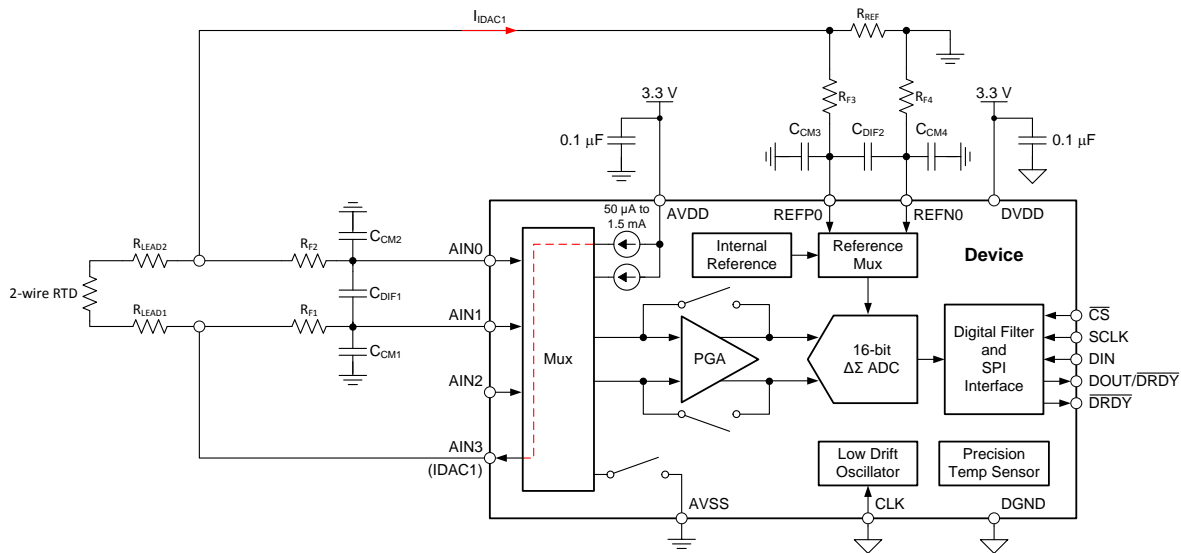 I_IDAC1
R_REF
3.3 V
R_F3
R_F4
3.3 V
0.1 µF
C_CM3
C_DIF2
C_CM4
0.1 µF
50 µA to
1.5 mA
AVDD
REFP0
REFN0
DVDD
R_LEAD2
R_F2
C_CM2
AIN0
Internal
Reference
Reference
Mux
Device
2-wire RTD
C_DIF1
R_LEAD1
R_F1
AIN1
C_CM1
Mux
PGA
16-bit
ΔΣ ADC
Digital Filter
and
SPI
Interface
C̅S̅
SCLK
DIN
DOUT/D̅R̅D̅Y̅
D̅R̅D̅Y̅
AIN2
AIN3
(IDAC1)
Low Drift
Oscillator
Precision
Temp Sensor
AVSS
CLK
DGND